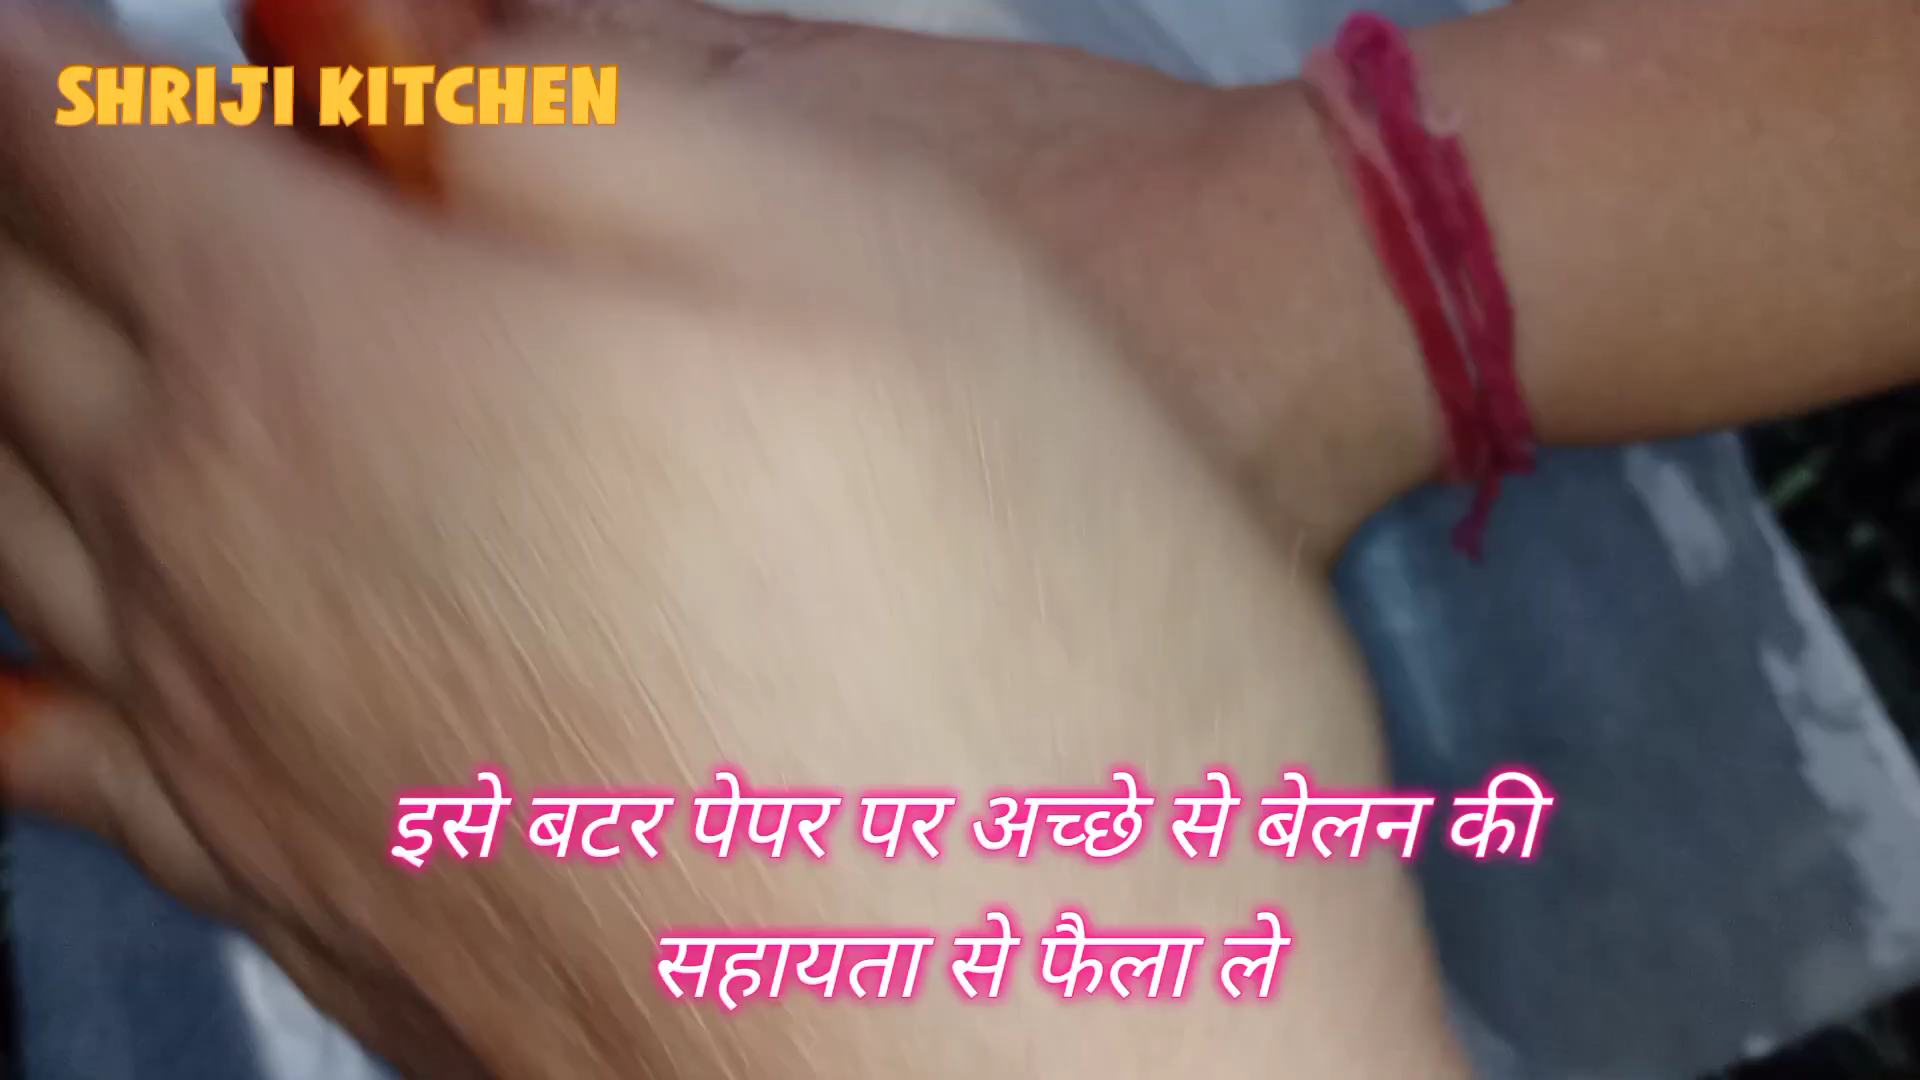 SHRIJI KITCHEN
इसे बटर पेपर पर अच्छे से बेलन की
सहायता से फैला ले